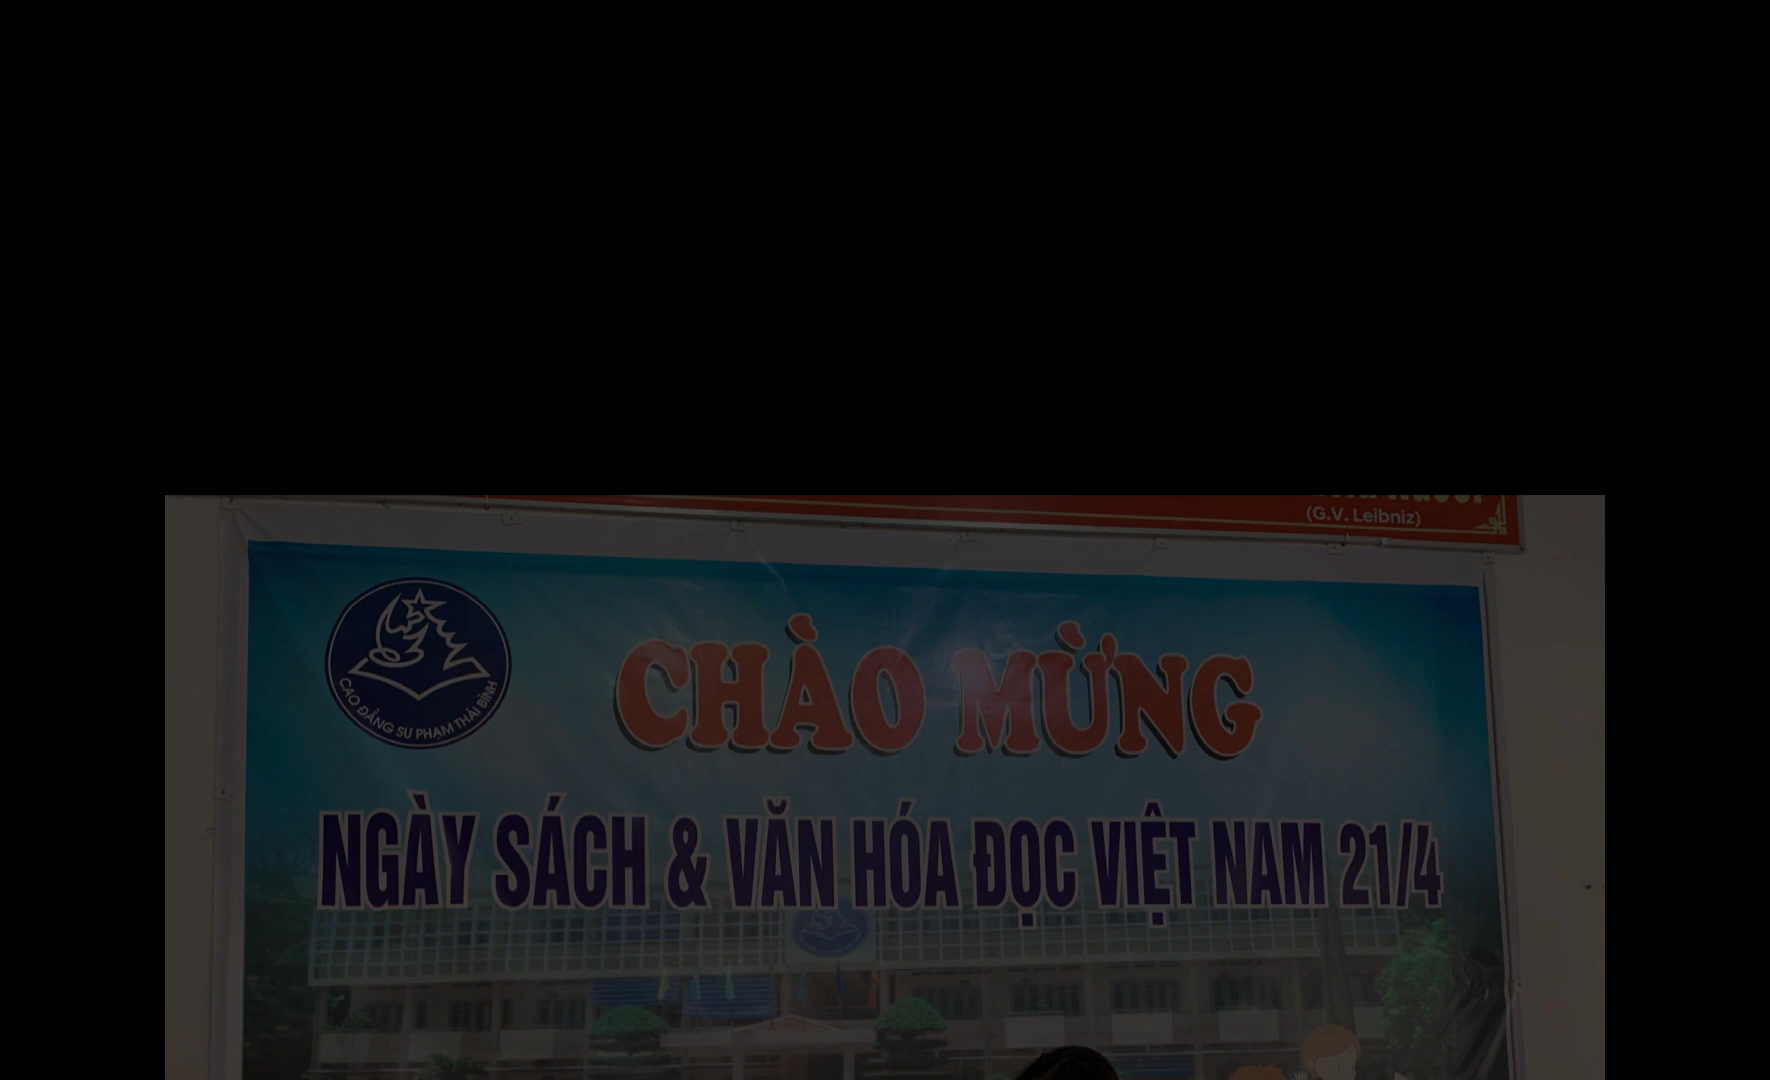 (G.V. Leibniz)
CAO ĐẲNG SƯ PHẠM THÁI BÌNH
CHÀO MỪNG
NGÀY SÁCH & VĂN HÓA ĐỌC VIỆT NAM 21/4